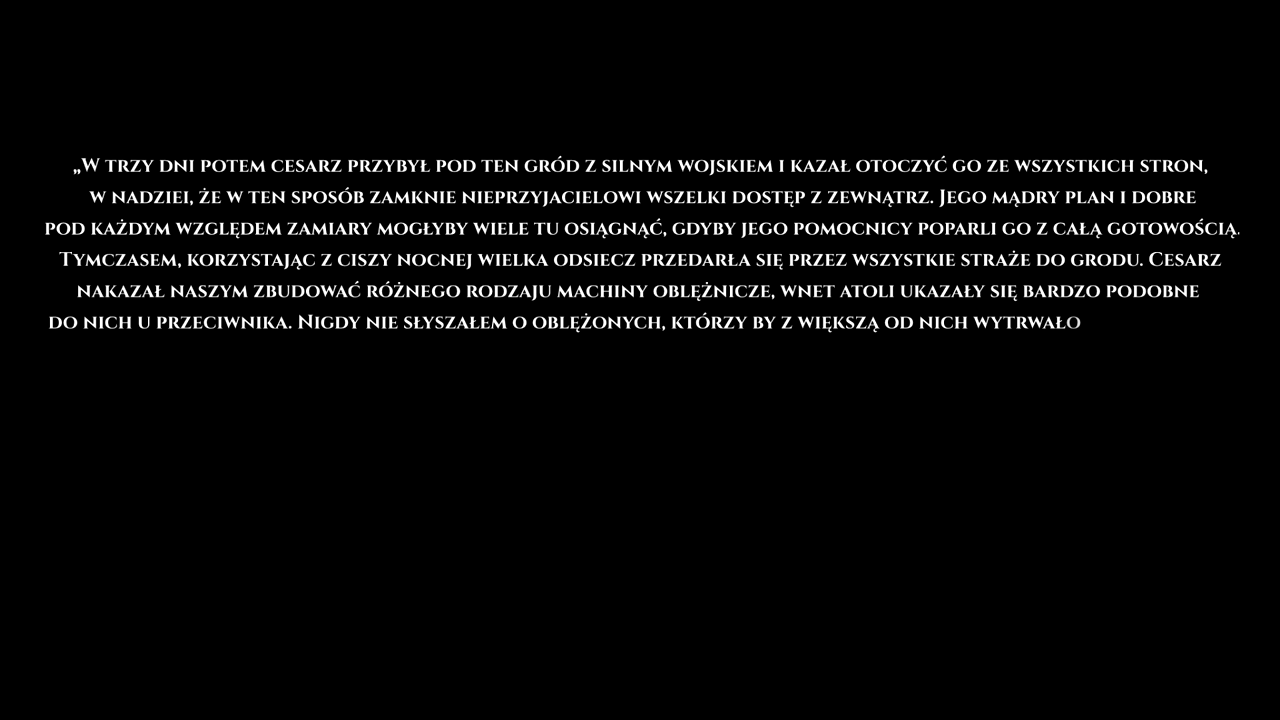 „W trzy dni potem cesarz przybył pod ten gród z silnym wojskiem i kazał otoczyć go ze wszystkich stron,
w nadziei, że w ten sposób zamknie nieprzyjacielowi wszelki dostęp z zewnątrz. Jego mądry plan i dobre
pod każdym względem zamiary mogłyby wiele tu osiągnąć, gdyby jego pomocnicy poparli go z całą gotowością.
Tymczasem, korzystając z ciszy nocnej wielka odsiecz przedarła się przez wszystkie straże do grodu. Cesarz
nakazał naszym zbudować różnego rodzaju machiny oblężnicze, wnet atoli ukazały się bardzo podobne
do nich u przeciwnika. Nigdy nie słyszałem o oblężonych, którzy by z większą od nich wytrwało